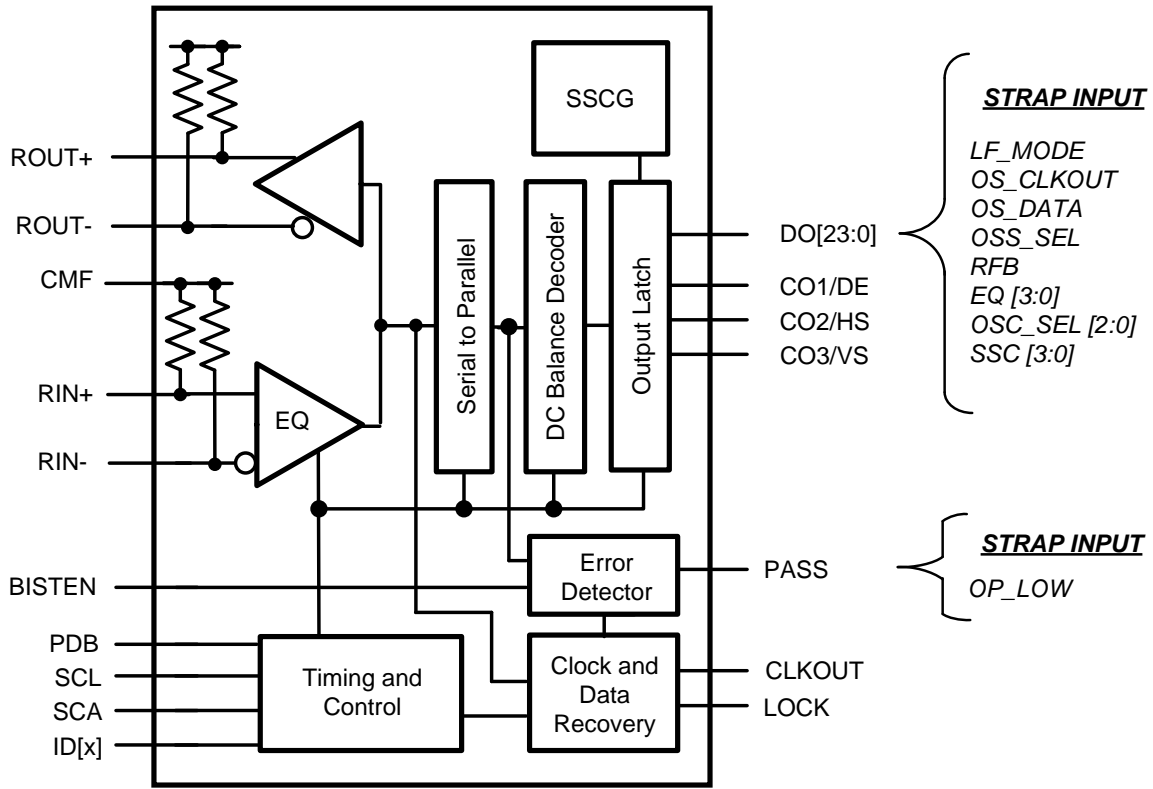 ROUT+
ROUT-
CMF
RIN+
RIN-
BISTEN
PDB
SCL
SCA
ID[x]
EQ
SSCG
Serial to Parallel
DC Balance Decoder
Output Latch
Error
Detector
Timing and
Control
Clock and
Data
Recovery
DO[23:0]
CO1/DE
CO2/HS
CO3/VS
PASS
CLKOUT
LOCK
STRAP INPUT
LF_MODE
OS_CLKOUT
OS_DATA
OSS_SEL
RFB
EQ [3:0]
OSC_SEL [2:0]
SSC [3:0]
STRAP INPUT
OP_LOW